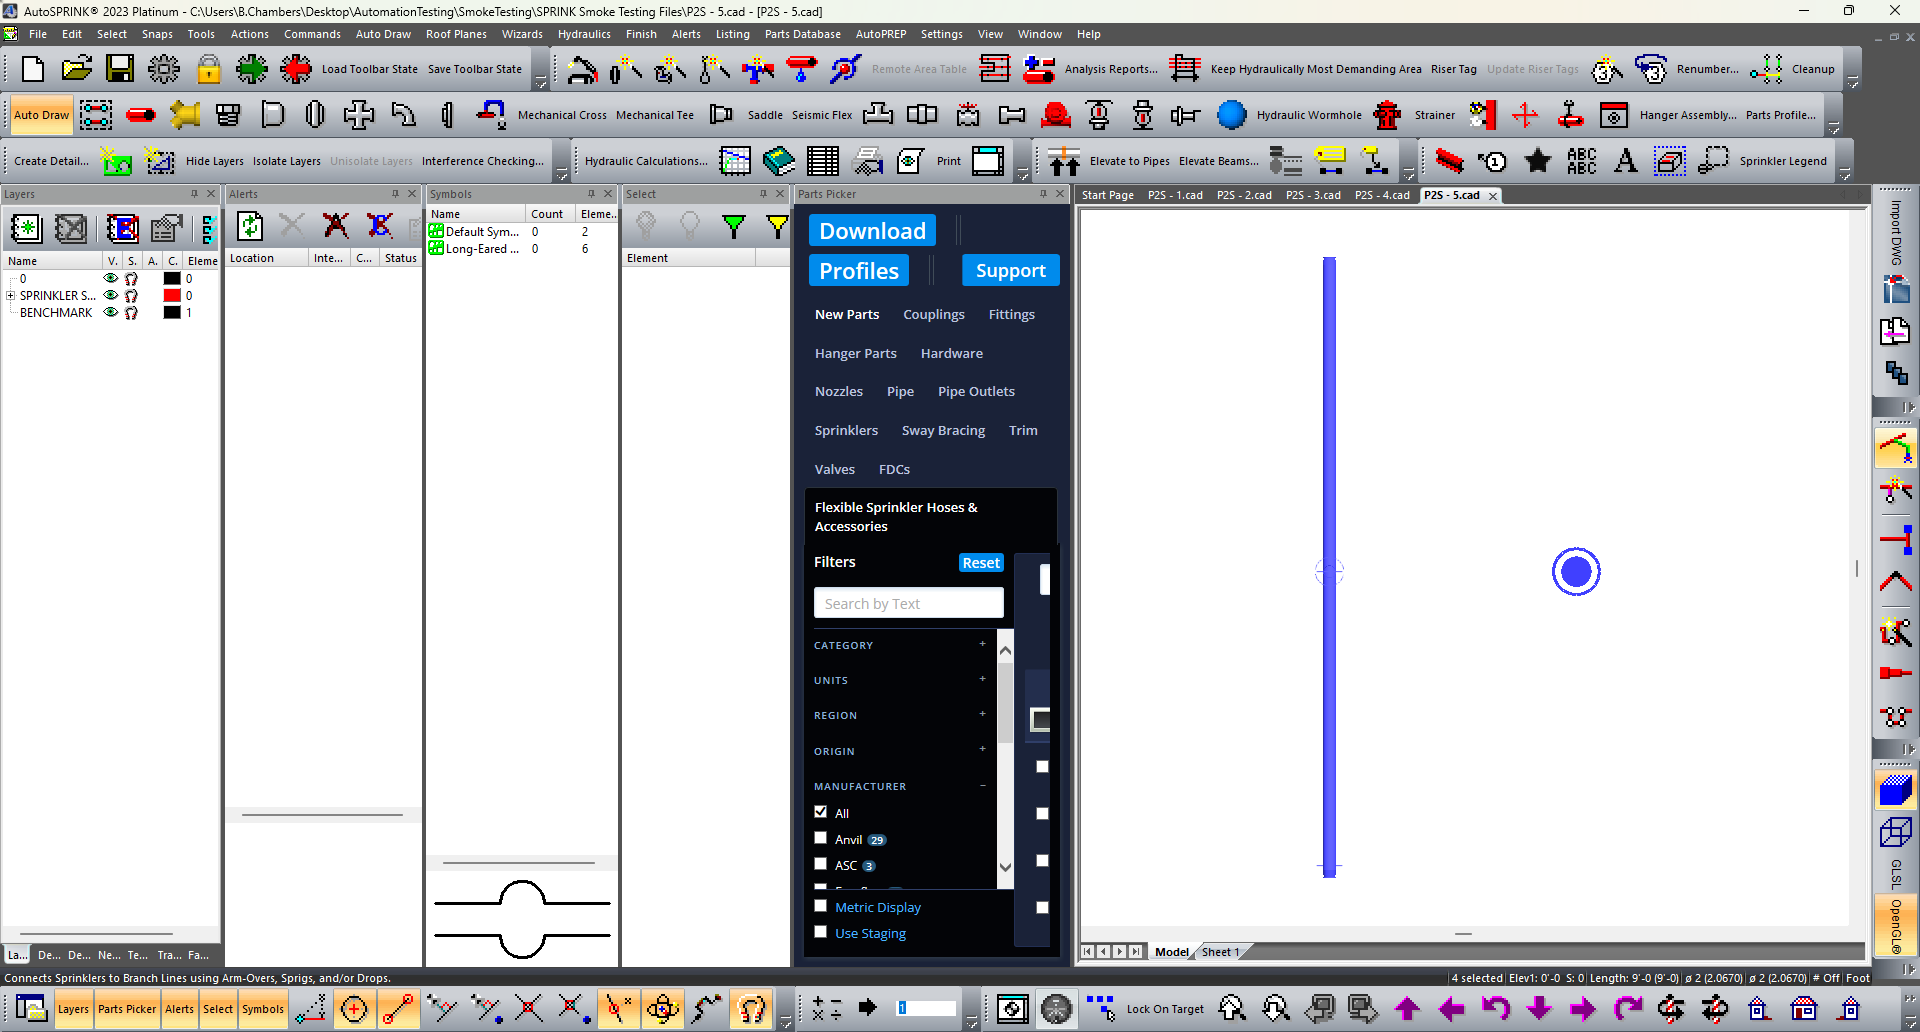 AutoSPRINK® 2023 Platinum - C:\Users\B.Chambers\Desktop\AutomationTesting\SmokeTesting\SPRINK Smoke Testing Files\P2S - 5.cad - [P2S - 5.cad]
File Edit Select Snaps Tools Actions Commands Auto Draw Roof Planes Wizards Hydraulics Finish Alerts Listing Parts Database AutoPREP Settings View Window Help
Load Toolbar State Save Toolbar State Remote Area Table Analysis Reports... Keep Hydraulically Most Demanding Area Riser Tag Update Riser Tags Renumber... Cleanup
Auto Draw Mechanical Cross Mechanical Tee Saddle Seismic Flex Hydraulic Wormhole Strainer Hanger Assembly... Parts Profile...
Create Detail... Hide Layers Isolate Layers Unisolate Layers Interference Checking... Hydraulic Calculations... Print Elevate to Pipes Elevate Beams... Sprinkler Legend
Layers
Name V. S. A. C. Eleme
0 0
SPRINKLER S... 0
BENCHMARK 1
La... De... De... Ne... Te... Tra... Fa...
Alerts
Location Inte... C... Status
Symbols
Name Count Eleme...
Default Sym... 0 2
Long-Eared ... 0 6
Select
Element
Parts Picker
Download
Profiles Support
New Parts Couplings Fittings
Hanger Parts Hardware
Nozzles Pipe Pipe Outlets
Sprinklers Sway Bracing Trim
Valves FDCs
Flexible Sprinkler Hoses &
Accessories
Filters Reset
Search by Text
CATEGORY +
UNITS +
REGION +
ORIGIN +
MANUFACTURER −
All
Anvil 29
ASC 3
Metric Display
Use Staging
Start Page P2S - 1.cad P2S - 2.cad P2S - 3.cad P2S - 4.cad P2S - 5.cad
Model Sheet 1
Import DWG
GLSL
OpenGL®
Connects Sprinklers to Branch Lines using Arm-Overs, Sprigs, and/or Drops.
4 selected Elev1: 0'-0 S: 0 Length: 9'-0 (9'-0) ø 2 (2.0670) ø 2 (2.0670) # Off Foot
Layers Parts Picker Alerts Select Symbols 1 Lock On Target